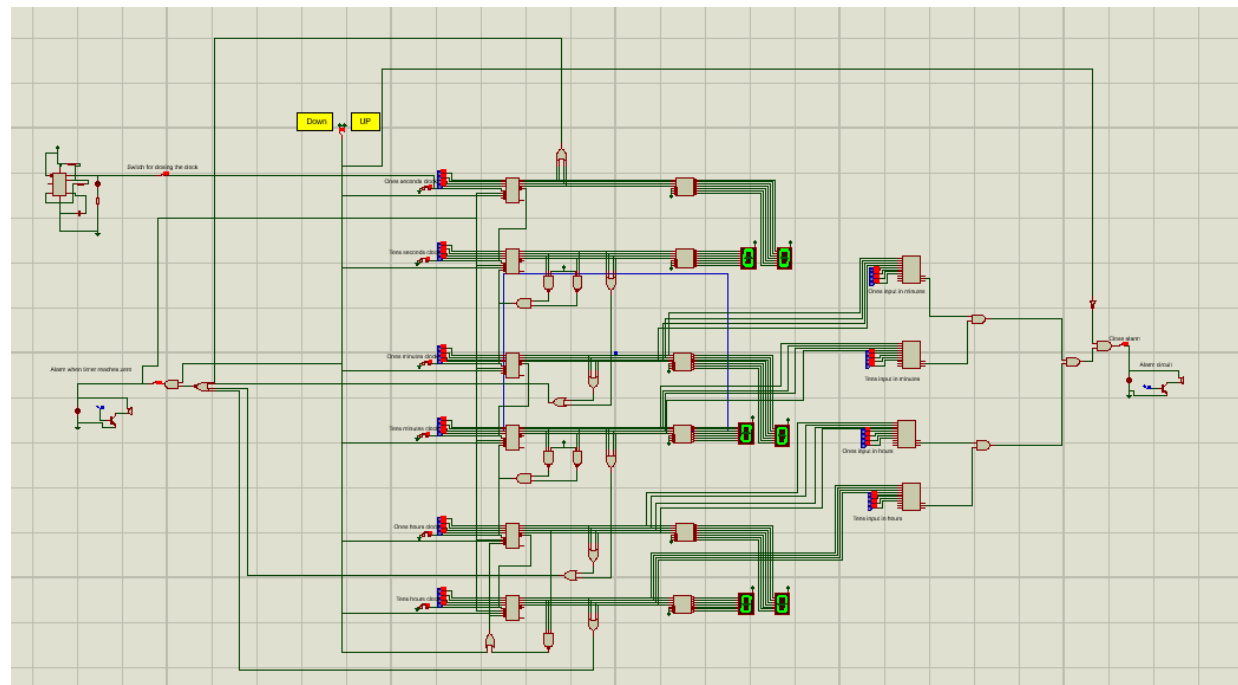 Down
UP
Switch for closing the clock
Ones seconds clock
Tens seconds clock
Ones input in minutes
Ones minutes clock
Close alarm
Alarm when timer reaches zero
Tens input in minutes
Alarm circuit
Tens minutes clock
Ones input in hours
Ones hours clock
Tens input in hours
Tens hours clock